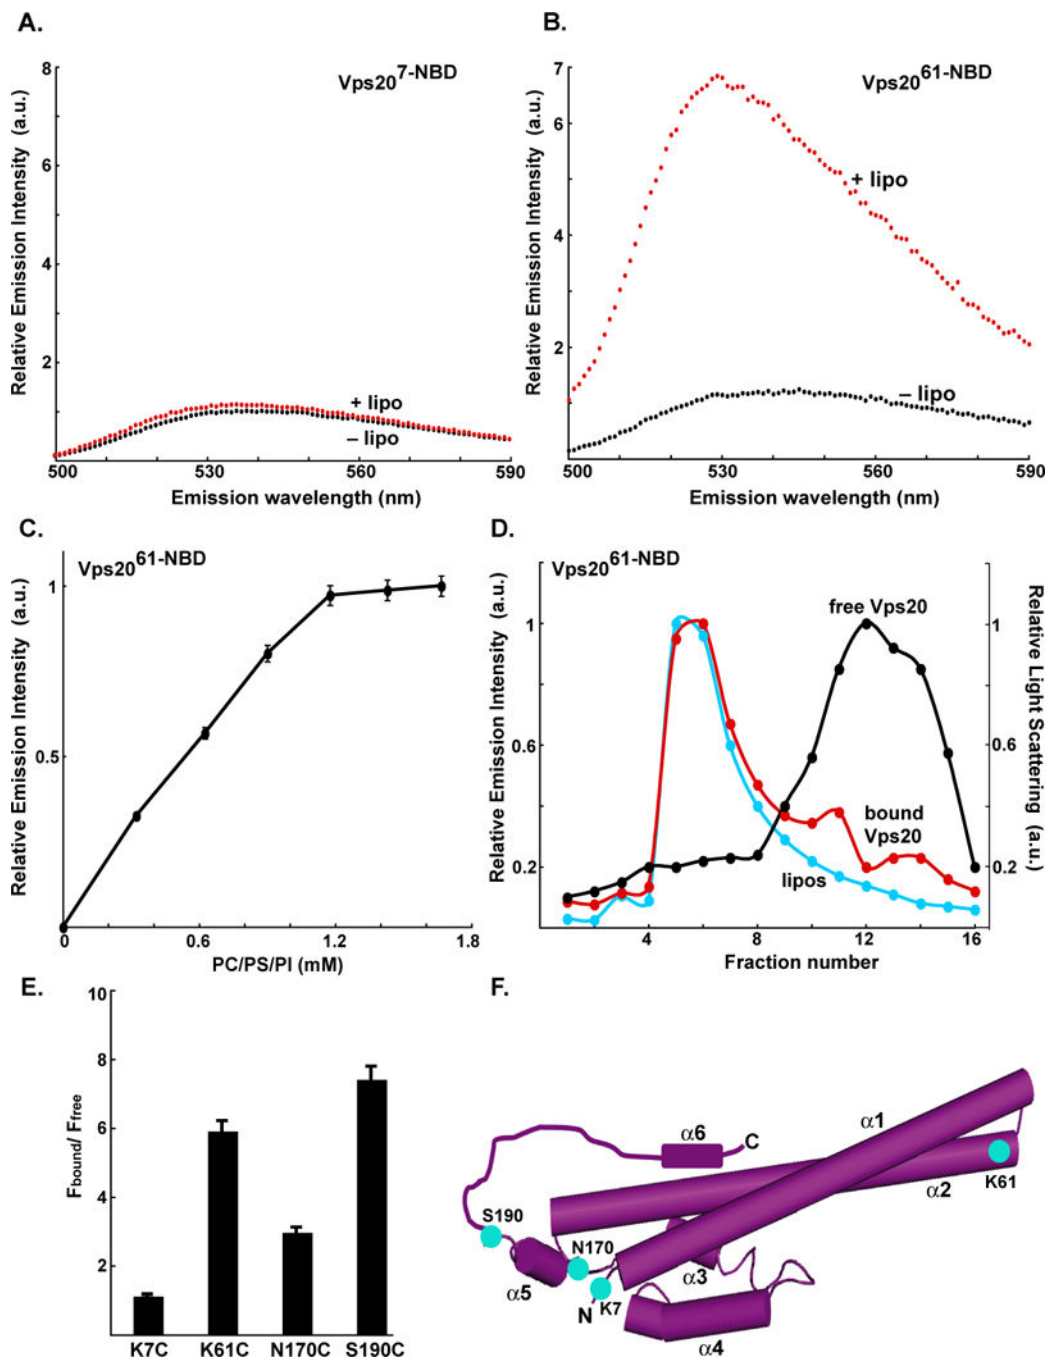 A.
Vps20^7-NBD
Relative Emission Intensity (a.u.)
8
6
4
2
+ lipo
– lipo
500 530 560 590
Emission wavelength (nm)
B.
Vps20^61-NBD
Relative Emission Intensity (a.u.)
7
6
4
2
+ lipo
– lipo
500 530 560 590
Emission wavelength (nm)
C.
Vps20^61-NBD
Relative Emission Intensity (a.u.)
1
0.5
0 0.6 1.2 1.8
PC/PS/PI (mM)
D.
Vps20^61-NBD
Relative Emission Intensity (a.u.)
1
0.6
0.2
free Vps20
bound
Vps20
lipos
1
0.6
0.2
Relative Light Scattering (a.u.)
4 8 12 16
Fraction number
E.
Fbound/ Ffree
10
8
6
4
2
K7C K61C N170C S190C
F.
α1
α6
C
α2
K61
S190
N170
α5
α3
N
K7
α4